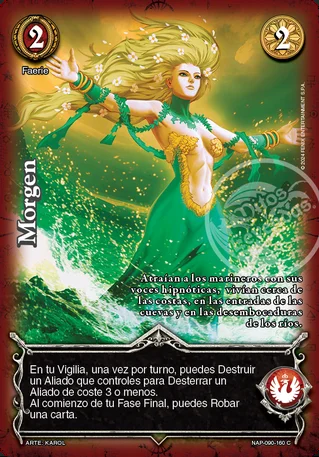 2
2
Faerie
© 2024 FENIX ENTERTAINMENT S.P.A.
Morgen
Atraían a los marineros con sus
voces hipnóticas, vivían cerca de
las costas, en las entradas de las
cuevas y en las desembocaduras
de los ríos.
En tu Vigilia, una vez por turno, puedes Destruir
un Aliado que controles para Desterrar un
Aliado de coste 3 o menos.
Al comienzo de tu Fase Final, puedes Robar
una carta.
ARTE: KAROL
NAP-090-160 C